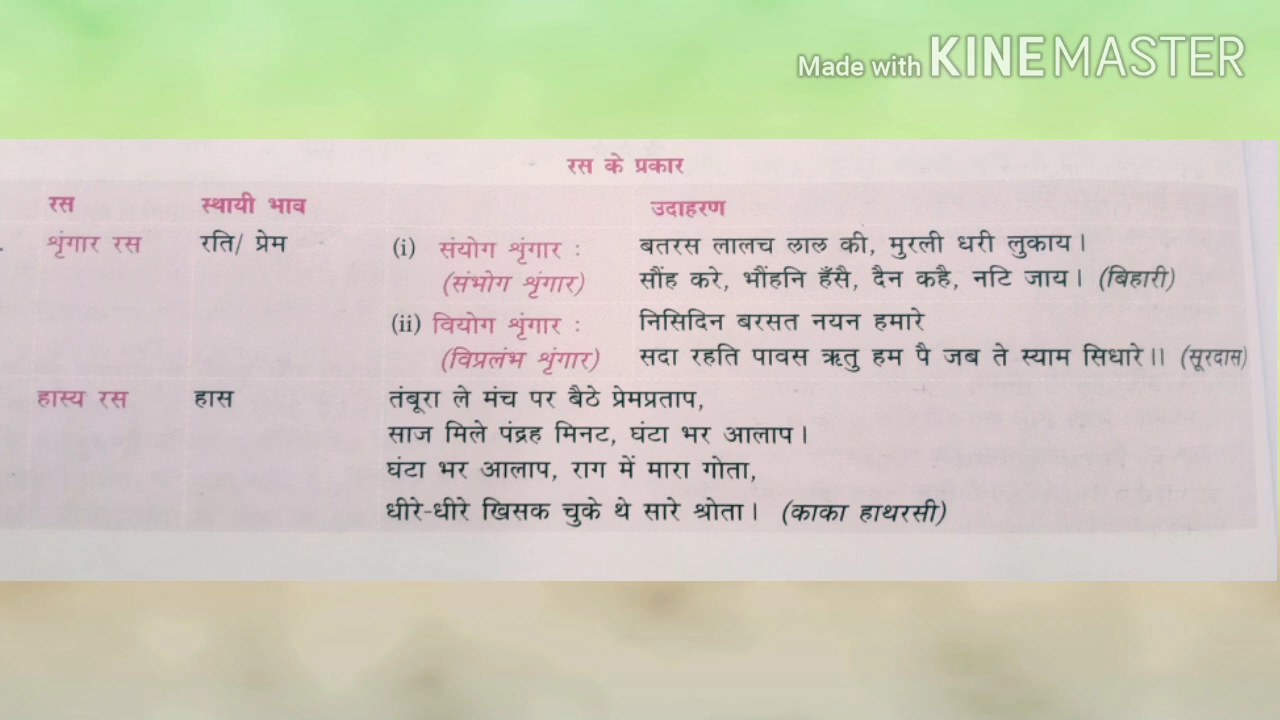 Made with KINEMASTER
रस के प्रकार
रस स्थायी भाव उदाहरण
शृंगार रस रति/ प्रेम (i) संयोग शृंगार : बतरस लालच लाल की, मुरली धरी लुकाय।
(संभोग शृंगार) सौंह करे, भौंहनि हँसै, दैन कहै, नटि जाय। (बिहारी)
(ii) वियोग शृंगार : निसिदिन बरसत नयन हमारे
(विप्रलंभ शृंगार) सदा रहति पावस ऋतु हम पै जब ते स्याम सिधारे॥ (सूरदास)
हास्य रस हास तंबूरा ले मंच पर बैठे प्रेमप्रताप,
साज मिले पंद्रह मिनट, घंटा भर आलाप।
घंटा भर आलाप, राग में मारा गोता,
धीरे-धीरे खिसक चुके थे सारे श्रोता। (काका हाथरसी)